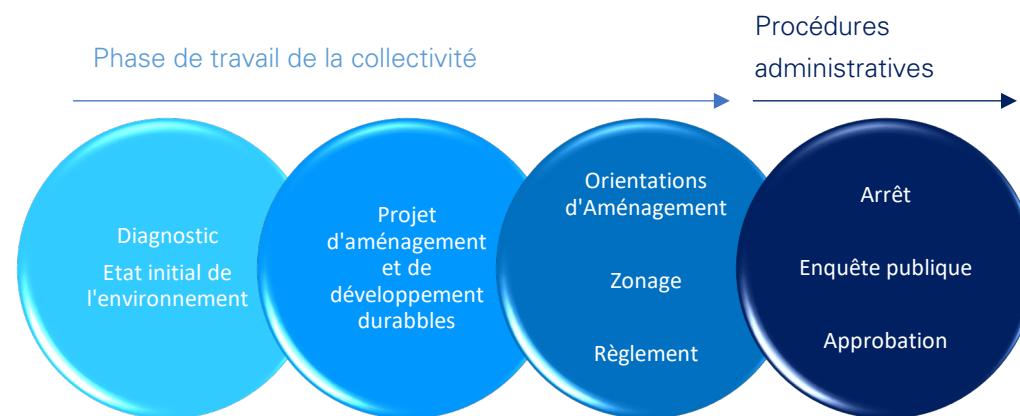 Phase de travail de la collectivité
Procédures
administratives
Diagnostic
Etat initial de
l'environnement
Projet
d'aménagement
et de
développement
durabbles
Orientations
d'Aménagement
Zonage
Règlement
Arrêt
Enquête publique
Approbation